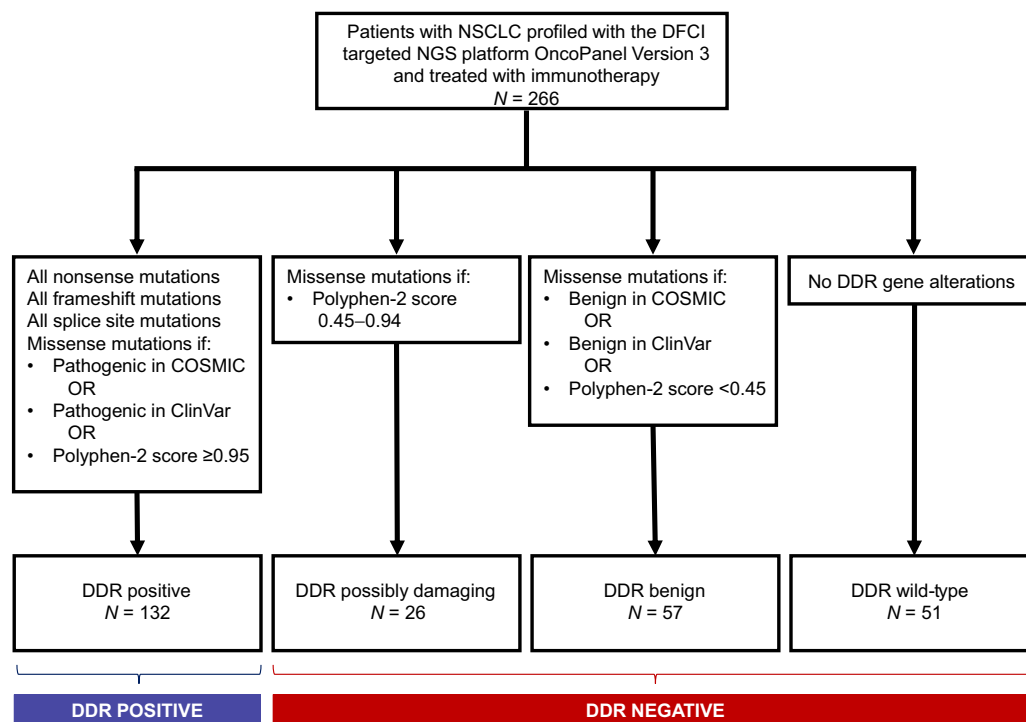 Patients with NSCLC profiled with the DFCI
targeted NGS platform OncoPanel Version 3
and treated with immunotherapy
N = 266
All nonsense mutations
All frameshift mutations
All splice site mutations
Missense mutations if:
• Pathogenic in COSMIC
OR
• Pathogenic in ClinVar
OR
• Polyphen-2 score ≥0.95
Missense mutations if:
• Polyphen-2 score
0.45–0.94
Missense mutations if:
• Benign in COSMIC
OR
• Benign in ClinVar
OR
• Polyphen-2 score <0.45
No DDR gene alterations
DDR positive
N = 132
DDR possibly damaging
N = 26
DDR benign
N = 57
DDR wild-type
N = 51
DDR POSITIVE
DDR NEGATIVE